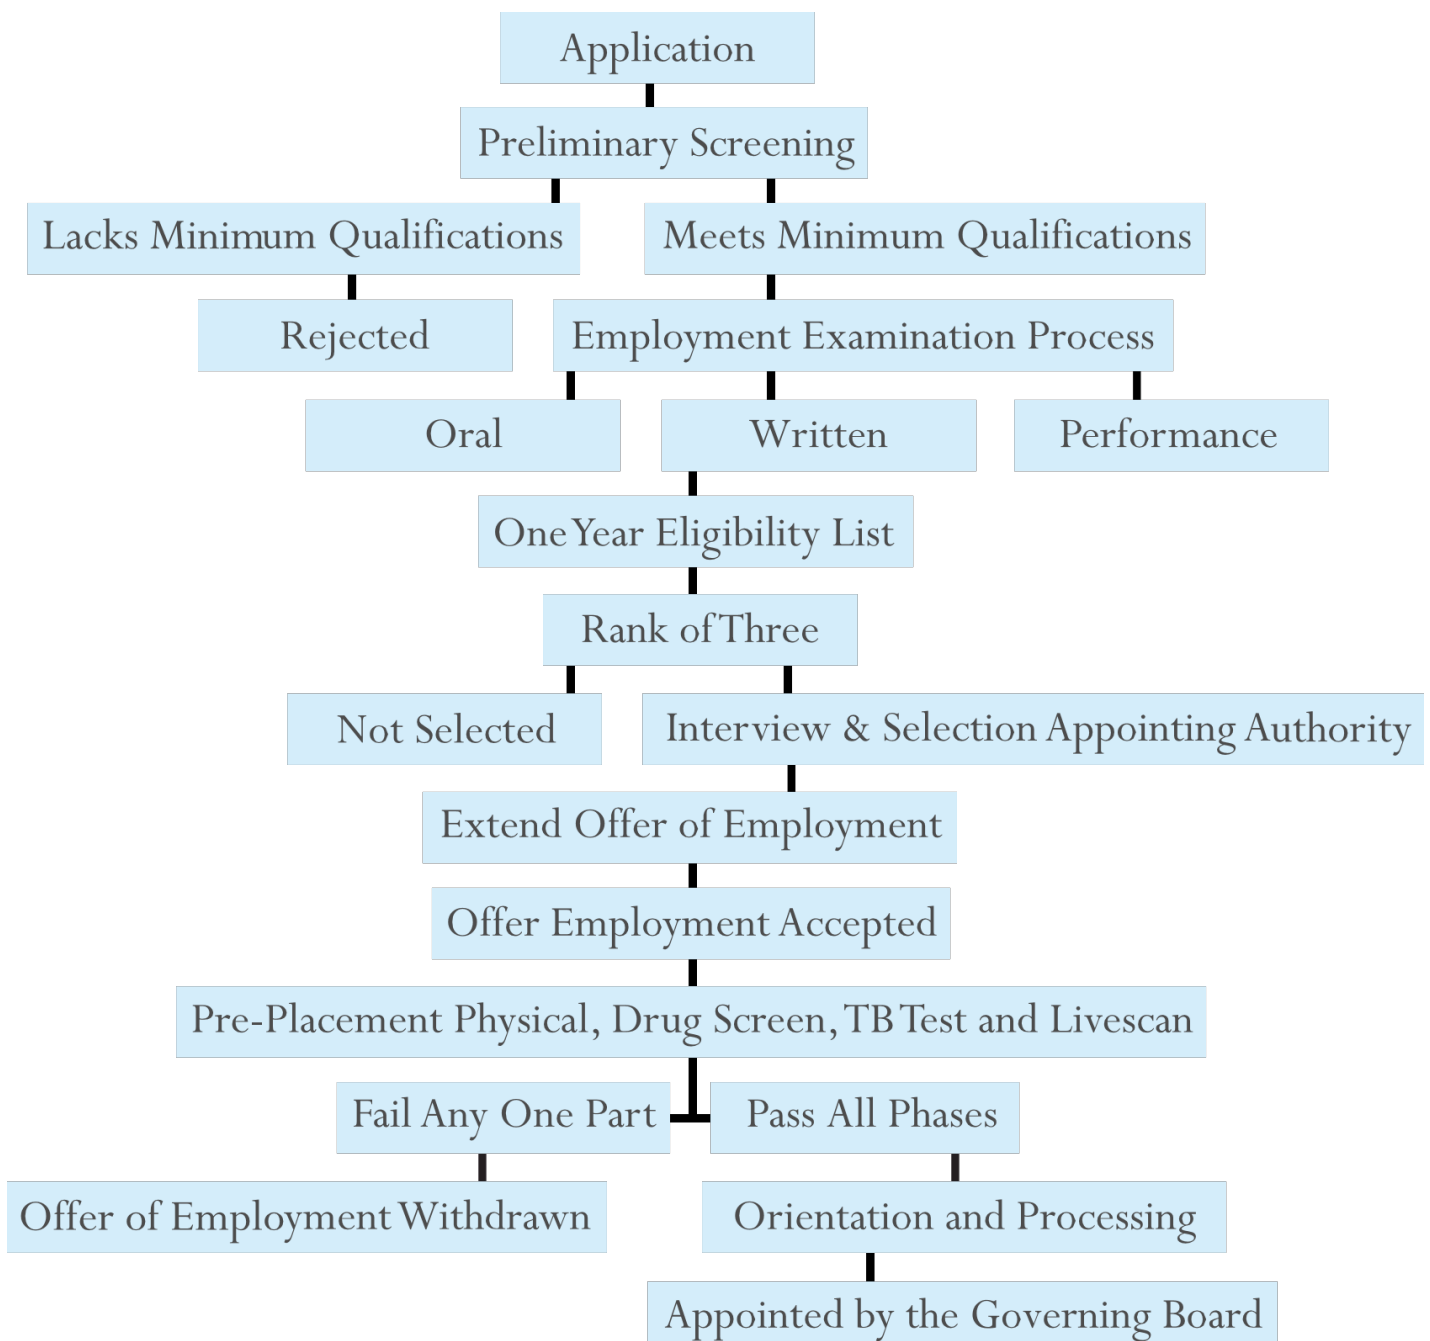 Application
Preliminary Screening
Lacks Minimum Qualifications
Meets Minimum Qualifications
Rejected
Employment Examination Process
Oral
Written
Performance
One Year Eligibility List
Rank of Three
Not Selected
Interview & Selection Appointing Authority
Extend Offer of Employment
Offer Employment Accepted
Pre-Placement Physical, Drug Screen, TB Test and Livescan
Fail Any One Part
Pass All Phases
Offer of Employment Withdrawn
Orientation and Processing
Appointed by the Governing Board